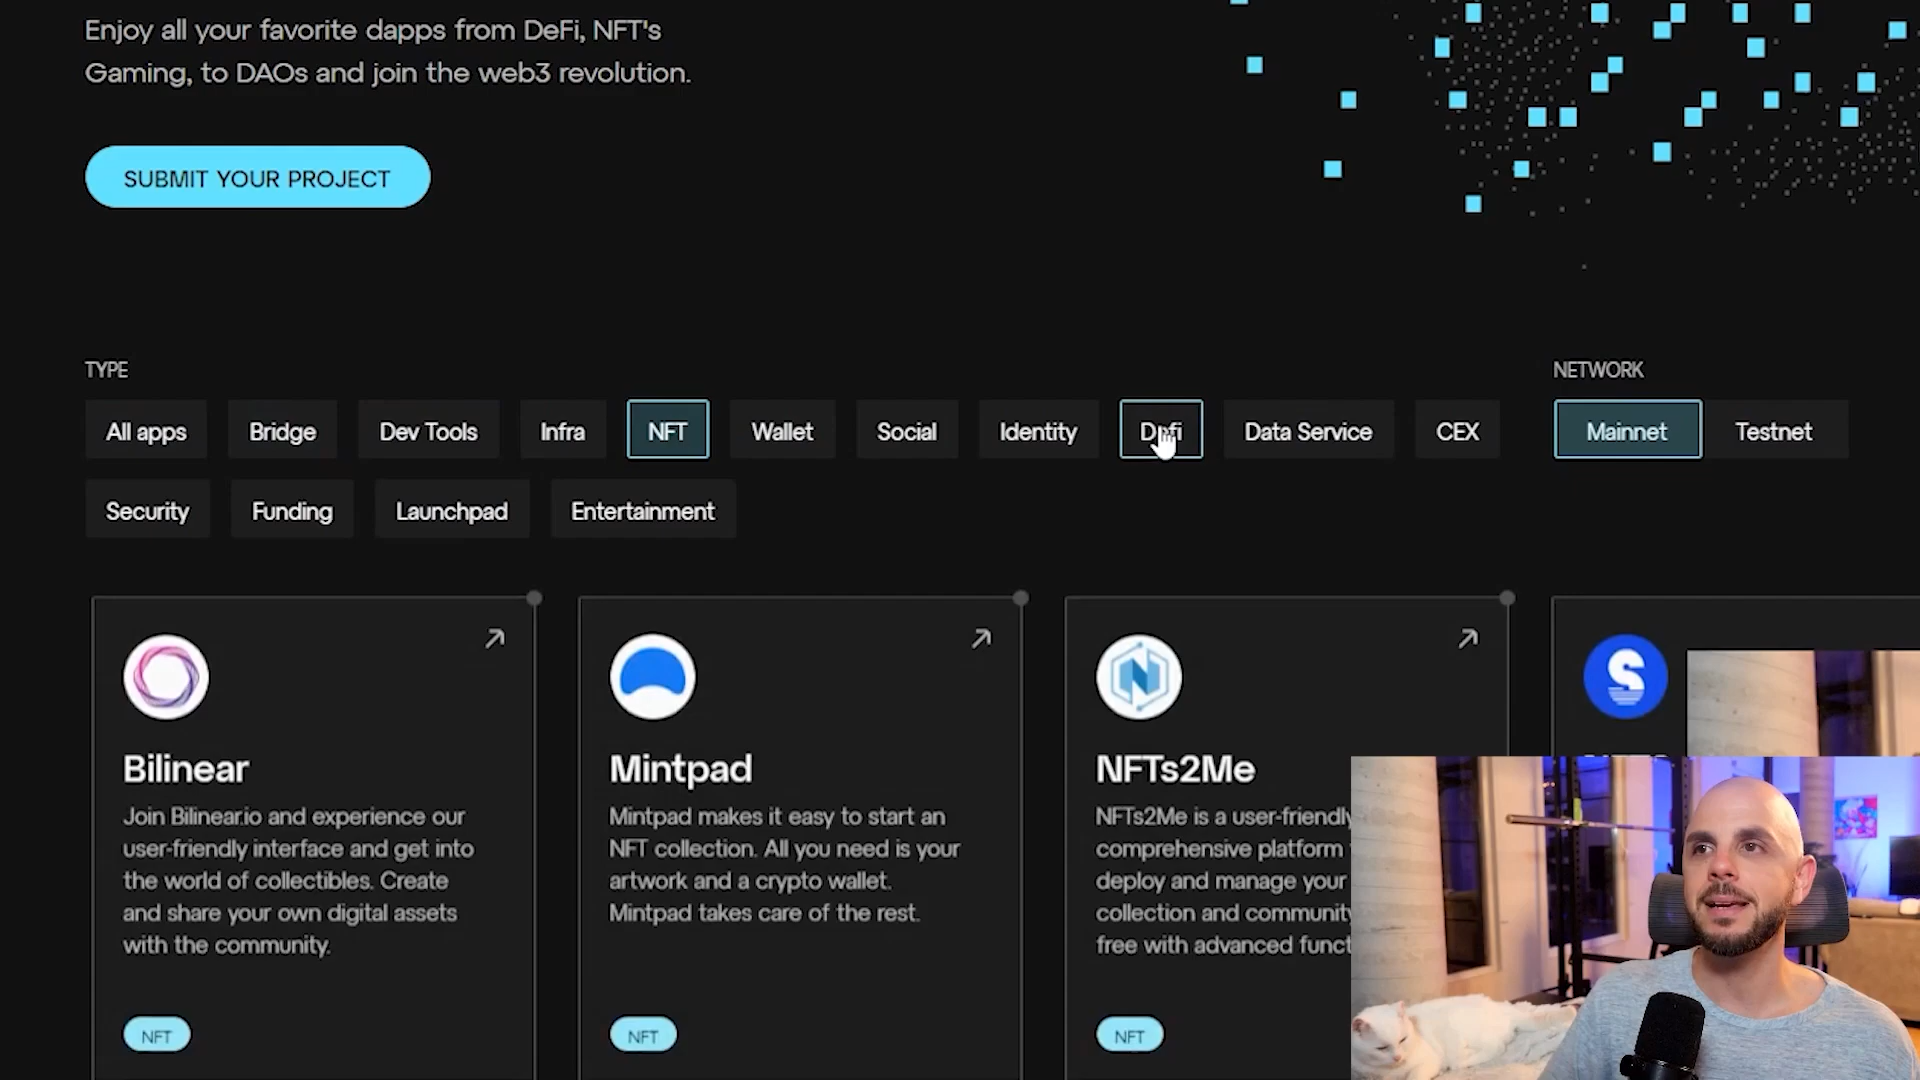 Enjoy all your favorite dapps from DeFi, NFT's
Gaming, to DAOs and join the web3 revolution.
SUBMIT YOUR PROJECT
TYPE
NETWORK
All apps
Bridge
Dev Tools
Infra
NFT
Wallet
Social
Identity
Defi
Data Service
CEX
Mainnet
Testnet
Security
Funding
Launchpad
Entertainment
Bilinear
Join Bilinear.io and experience our
user-friendly interface and get into
the world of collectibles. Create
and share your own digital assets
with the community.
NFT
Mintpad
Mintpad makes it easy to start an
NFT collection. All you need is your
artwork and a crypto wallet.
Mintpad takes care of the rest.
NFT
NFTs2Me
NFTs2Me is a user-friendly
comprehensive platform
deploy and manage your
collection and community
free with advanced funct
NFT